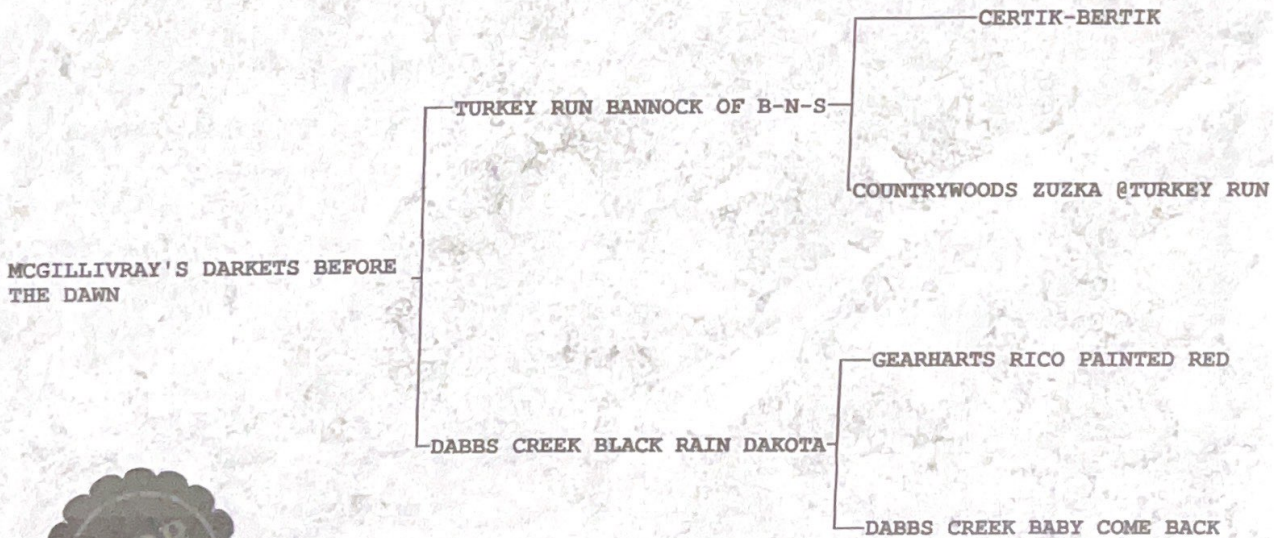 CERTIK-BERTIK
TURKEY RUN BANNOCK OF B-N-S
COUNTRYWOODS ZUZKA @TURKEY RUN
MCGILLIVRAY'S DARKETS BEFORE
THE DAWN
GEARHARTS RICO PAINTED RED
DABBS CREEK BLACK RAIN DAKOTA
DABBS CREEK BABY COME BACK